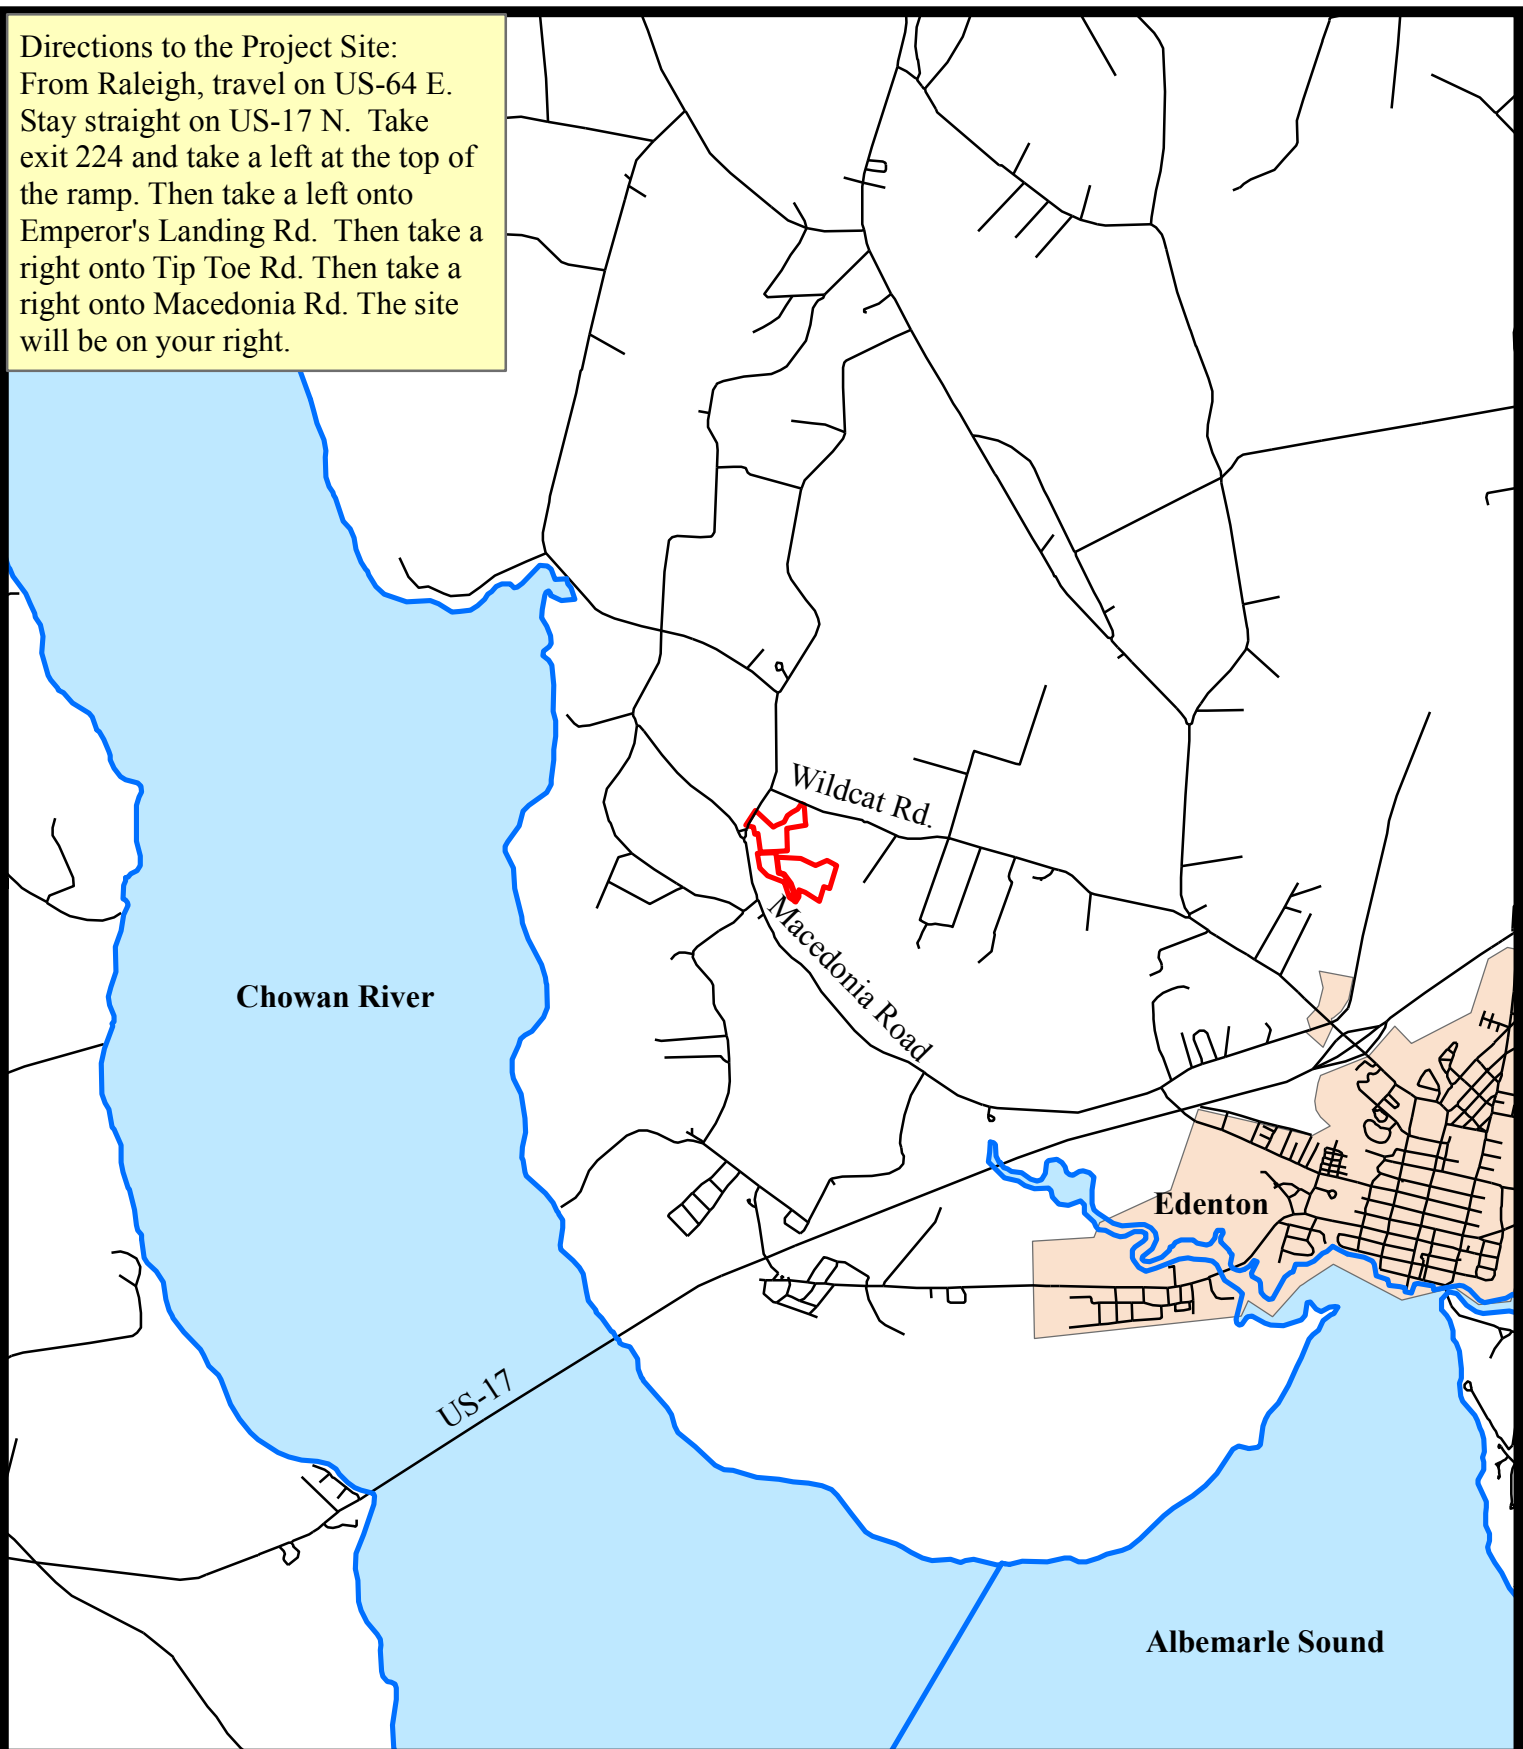 Directions to the Project Site:
From Raleigh, travel on US-64 E.
Stay straight on US-17 N.  Take
exit 224 and take a left at the top of
the ramp. Then take a left onto
Emperor's Landing Rd.  Then take a
right onto Tip Toe Rd. Then take a
right onto Macedonia Rd. The site
will be on your right.
Wildcat Rd.
Macedonia Road
Chowan River
Edenton
US-17
Albemarle Sound